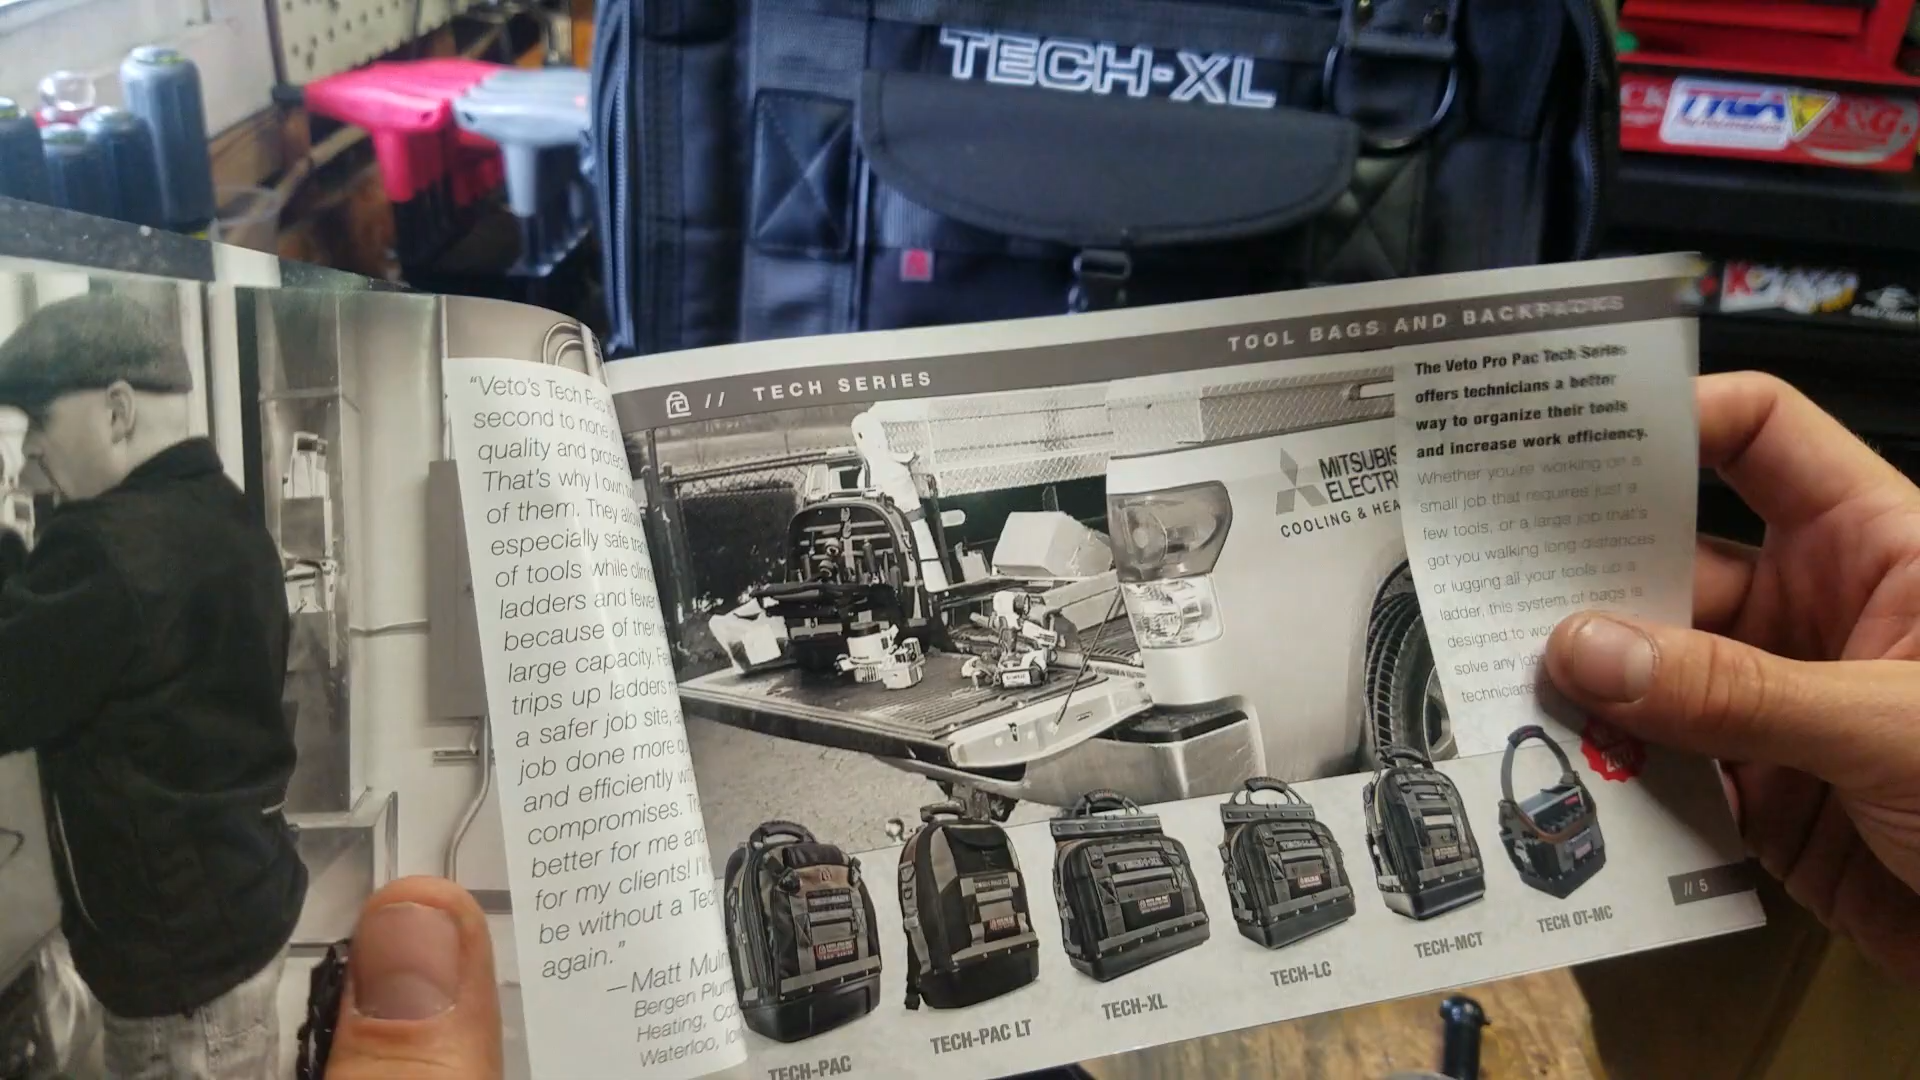 TECH-XL
"Veto's Tech Pac
second to none
quality and
That's why I own
of them. They
especially safe
of tools while
ladders and fewer
because of their
large capacity.
trips up ladders
a safer job site,
job done more
and efficiently
compromises.
better for me and
for my clients! I'll
be without a Tec
again."
—Matt
Bergen
Heating,
Waterloo,
// TECH SERIES
TOOL BAGS AND BACKPACKS
MITSUBIS
ELECTR
COOLING & HEA
The Veto Pro Pac Tech Series
offers technicians a better
way to organize their tools
and increase work efficiency.
Whether you're working on a
small job that requires just a
few tools, or a large job that's
got you walking long distances
or lugging all your tools up a
ladder, this system of bags is
designed to
solve any job
technicians
TECH-PAC
TECH-PAC LT
TECH-XL
TECH-LC
TECH-MCT
TECH OT-MC
// 5